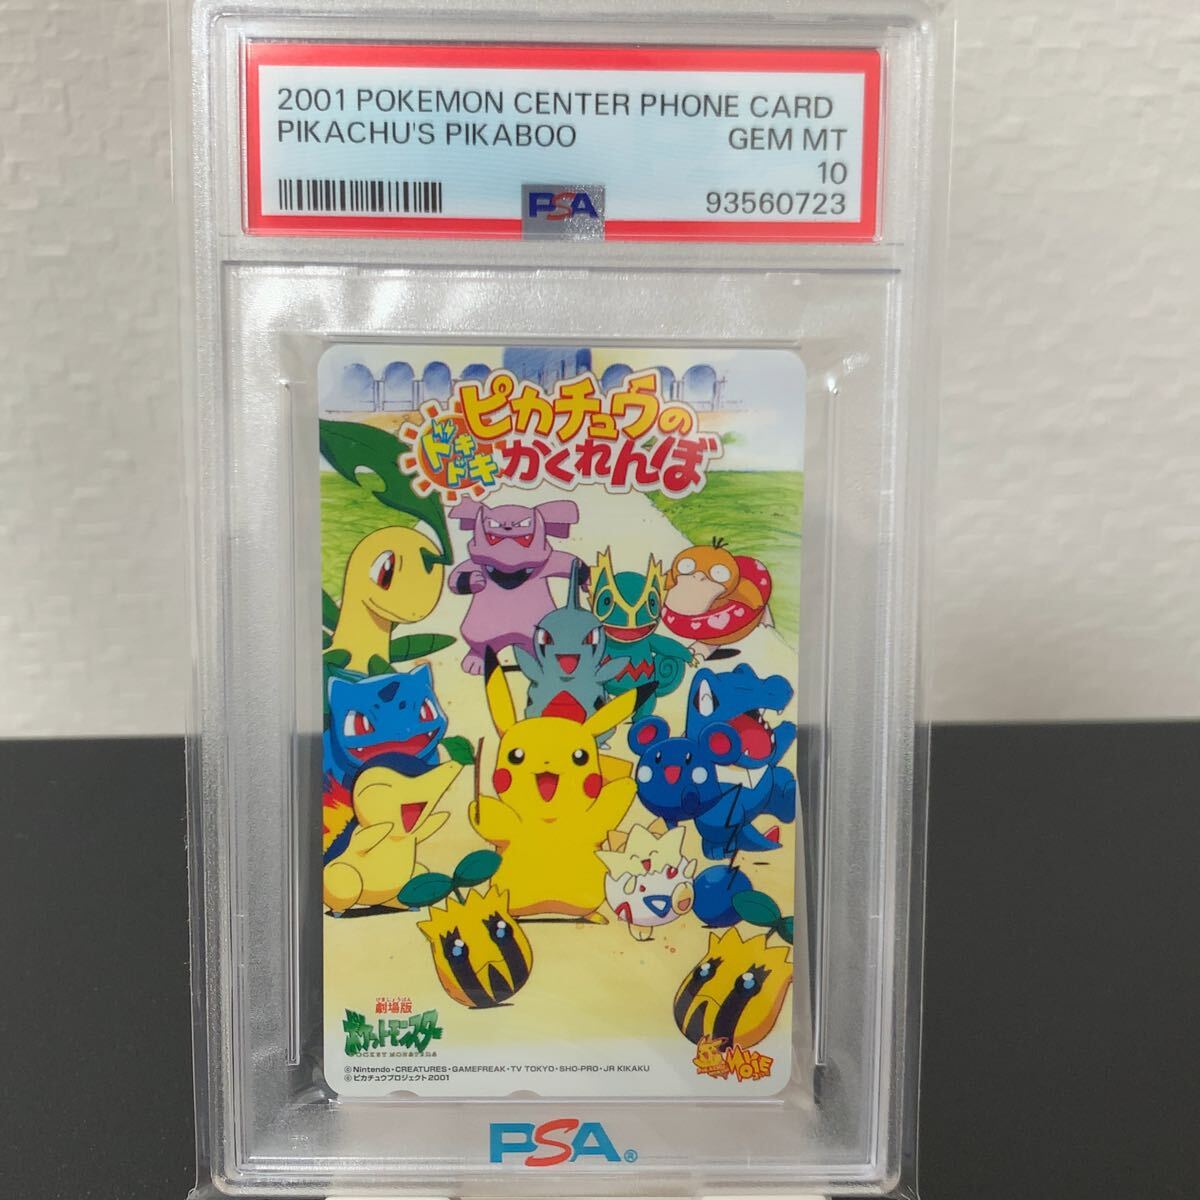 2001 POKEMON CENTER PHONE CARD
PIKACHU'S PIKABOO GEM MT
10
PSA 93560723
ピカチュウの
ドキドキ かくれんぼ
げきじょうばん
劇場版
ポケットモンスター
POCKET MONSTERS
©Nintendo・CREATURES・GAMEFREAK・TV TOKYO・SHO-PRO・JR KIKAKU
©ピカチュウプロジェクト2001
MOVIE
PSA®